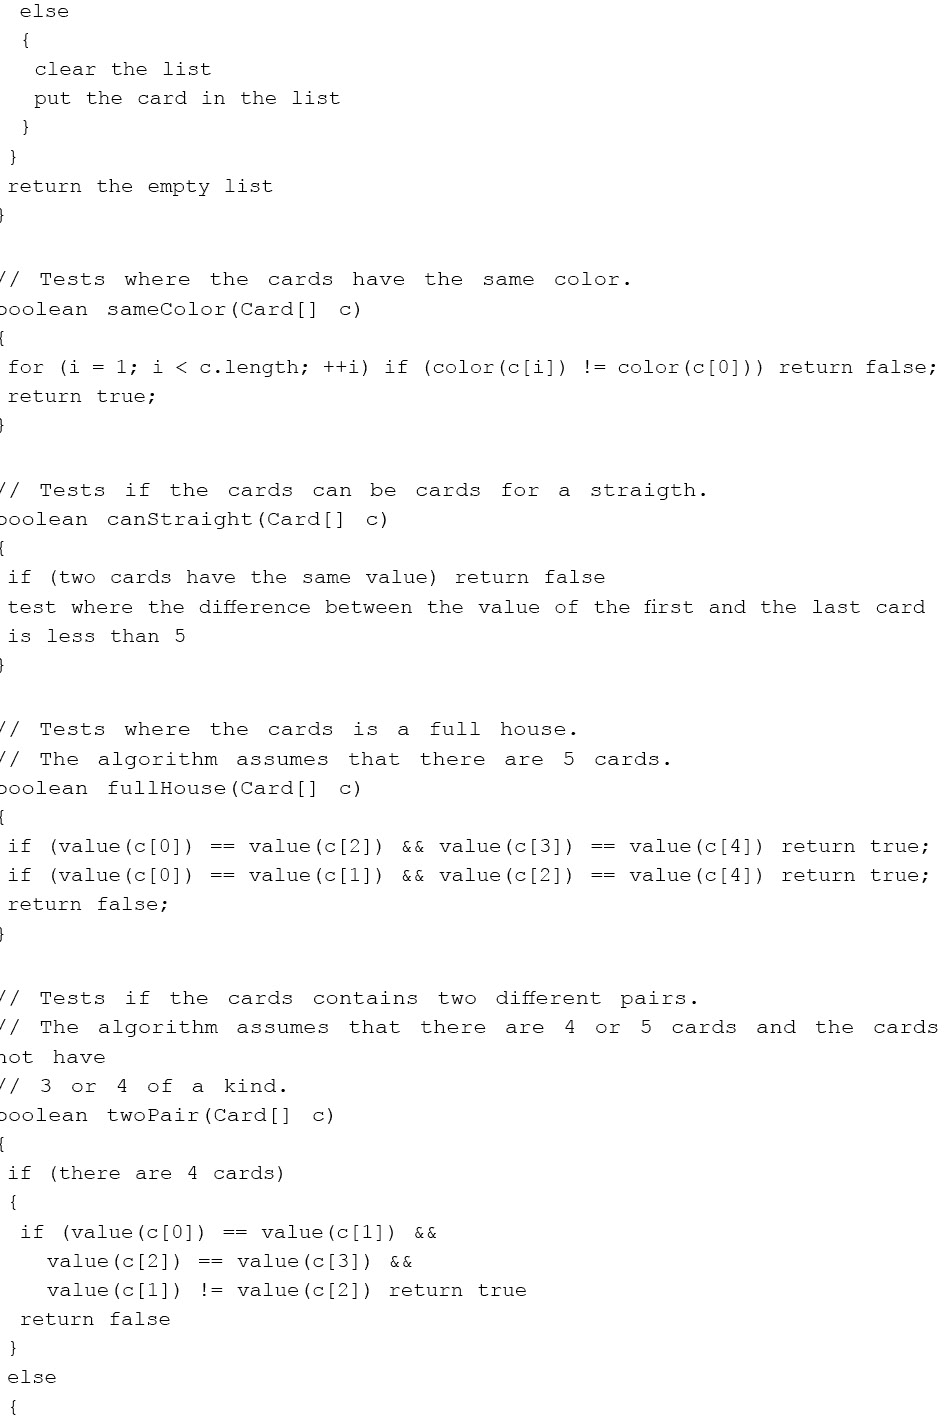 else
{
clear the list
put the card in the list
}
}
return the empty list
}
// Tests where the cards have the same color.
boolean sameColor(Card[] c)
{
for (i = 1; i < c.length; ++i) if (color(c[i]) != color(c[0])) return false;
return true;
}
// Tests if the cards can be cards for a straigth.
boolean canStraight(Card[] c)
{
if (two cards have the same value) return false
test where the difference between the value of the first and the last card
is less than 5
}
// Tests where the cards is a full house.
// The algorithm assumes that there are 5 cards.
boolean fullHouse(Card[] c)
{
if (value(c[0]) == value(c[2]) && value(c[3]) == value(c[4]) return true;
if (value(c[0]) == value(c[1]) && value(c[2]) == value(c[4]) return true;
return false;
}
// Tests if the cards contains two different pairs.
// The algorithm assumes that there are 4 or 5 cards and the cards
not have
// 3 or 4 of a kind.
boolean twoPair(Card[] c)
{
if (there are 4 cards)
{
if (value(c[0]) == value(c[1]) &&
value(c[2]) == value(c[3]) &&
value(c[1]) != value(c[2]) return true
return false
}
else
{